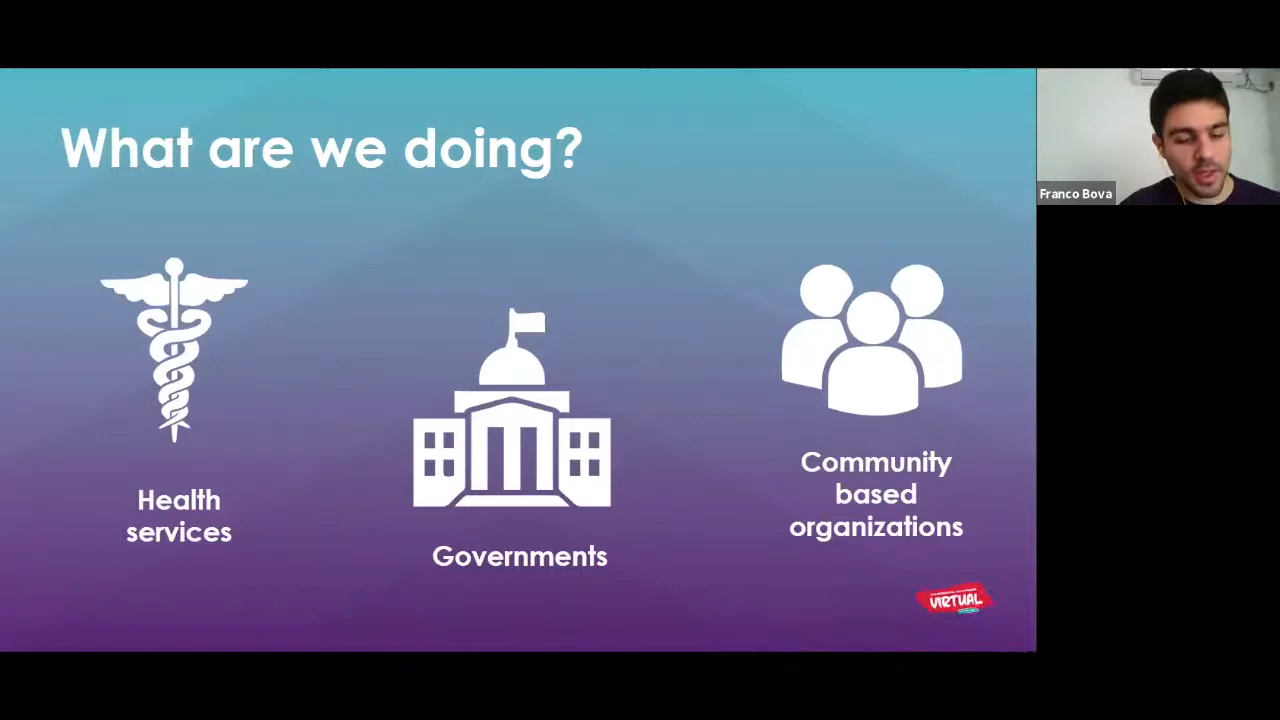 What are we doing?
Franco Bova
Health
services
Governments
Community
based
organizations
VIRTUAL